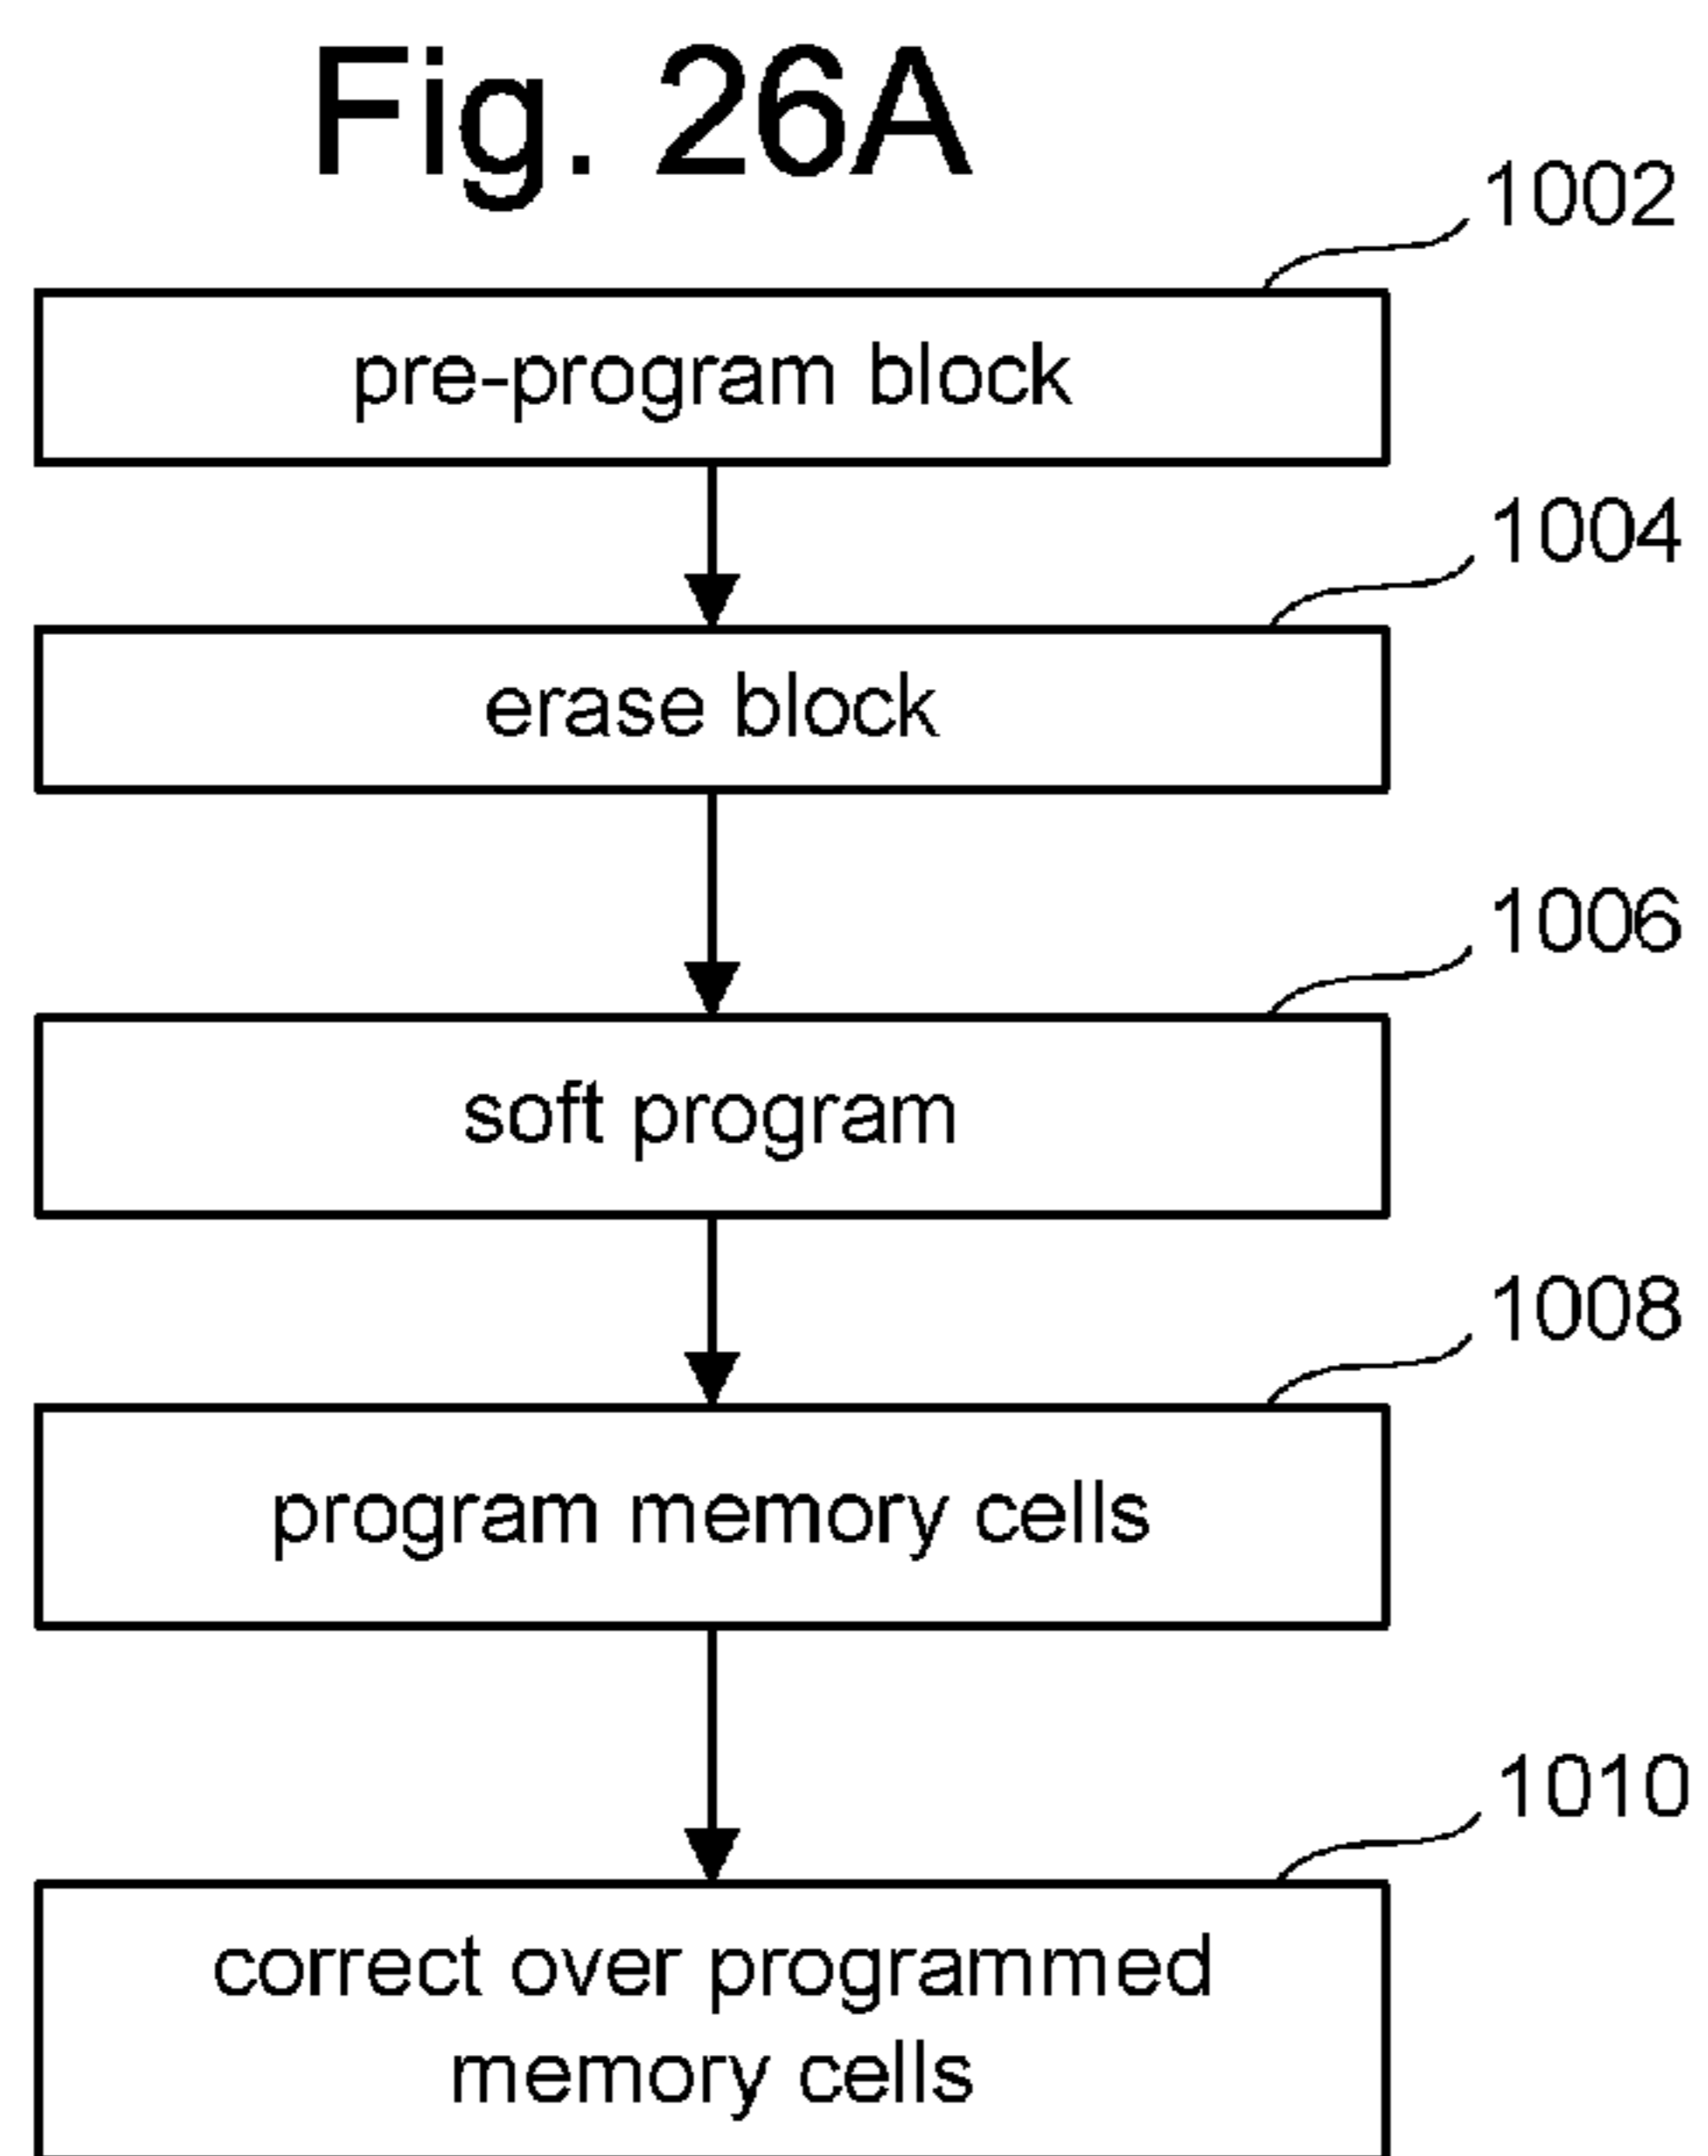 Fig. 26A
1002
pre-program block
1004
erase block
1006
soft program
1008
program memory cells
1010
correct over programmed
memory cells